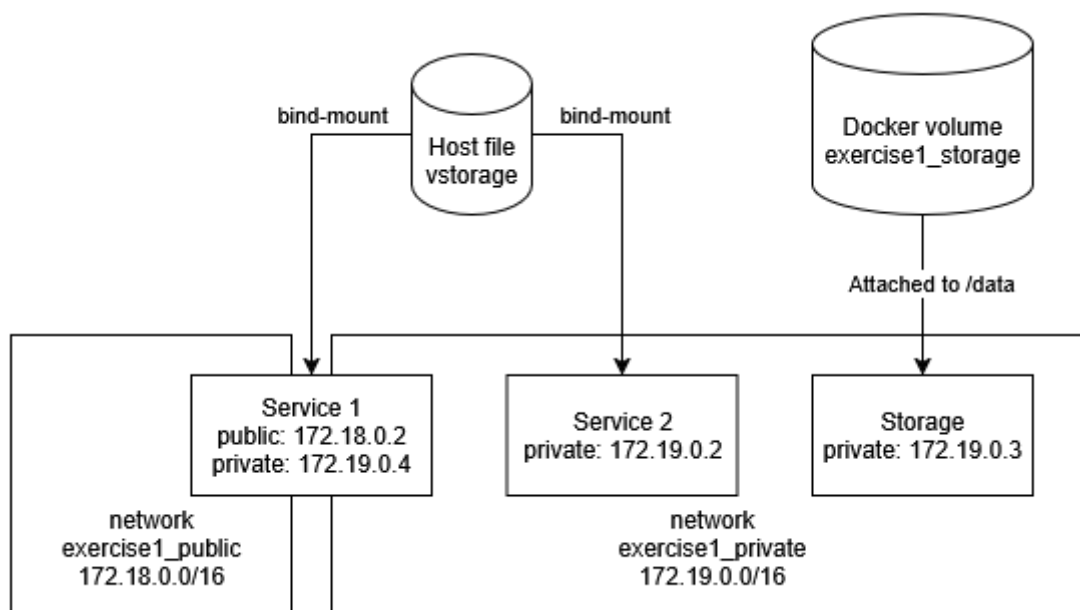 bind-mount
bind-mount
Host file
vstorage
Docker volume
exercise1_storage
Attached to /data
Service 1
public: 172.18.0.2
private: 172.19.0.4
Service 2
private: 172.19.0.2
Storage
private: 172.19.0.3
network
exercise1_public
172.18.0.0/16
network
exercise1_private
172.19.0.0/16